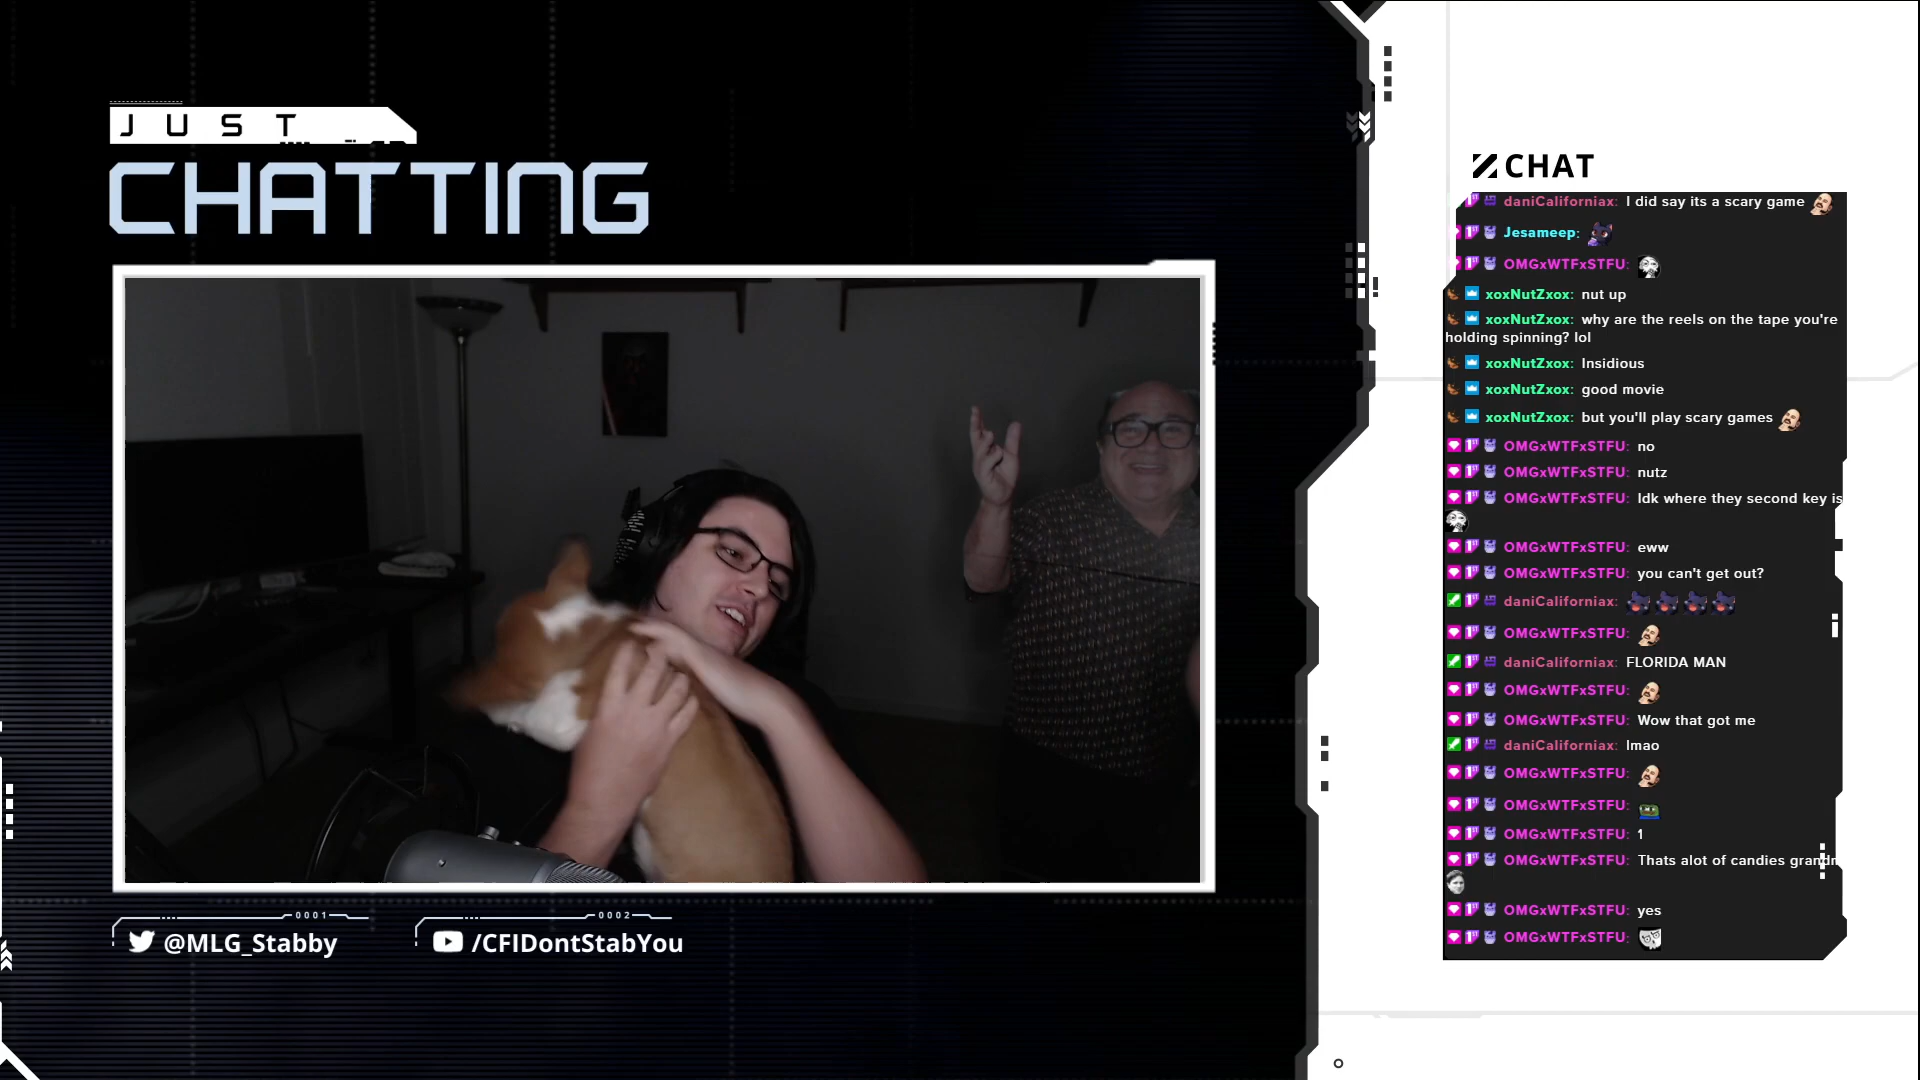 JUST
CHATTING
CHAT
daniCaliforniax: I did say its a scary game
Jesameep:
OMGxWTFxSTFU:
xoxNutZxox: nut up
xoxNutZxox: why are the reels on the tape you're
holding spinning? lol
xoxNutZxox: Insidious
xoxNutZxox: good movie
xoxNutZxox: but you'll play scary games
OMGxWTFxSTFU: no
OMGxWTFxSTFU: nutz
OMGxWTFxSTFU: Idk where they second key is
OMGxWTFxSTFU: eww
OMGxWTFxSTFU: you can't get out?
daniCaliforniax:
OMGxWTFxSTFU:
daniCaliforniax: FLORIDA MAN
OMGxWTFxSTFU:
OMGxWTFxSTFU: Wow that got me
daniCaliforniax: lmao
OMGxWTFxSTFU:
OMGxWTFxSTFU:
OMGxWTFxSTFU: 1
OMGxWTFxSTFU: Thats alot of candies
OMGxWTFxSTFU: yes
OMGxWTFxSTFU:
0001
@MLG_Stabby
0002
/CFIDontStabYou